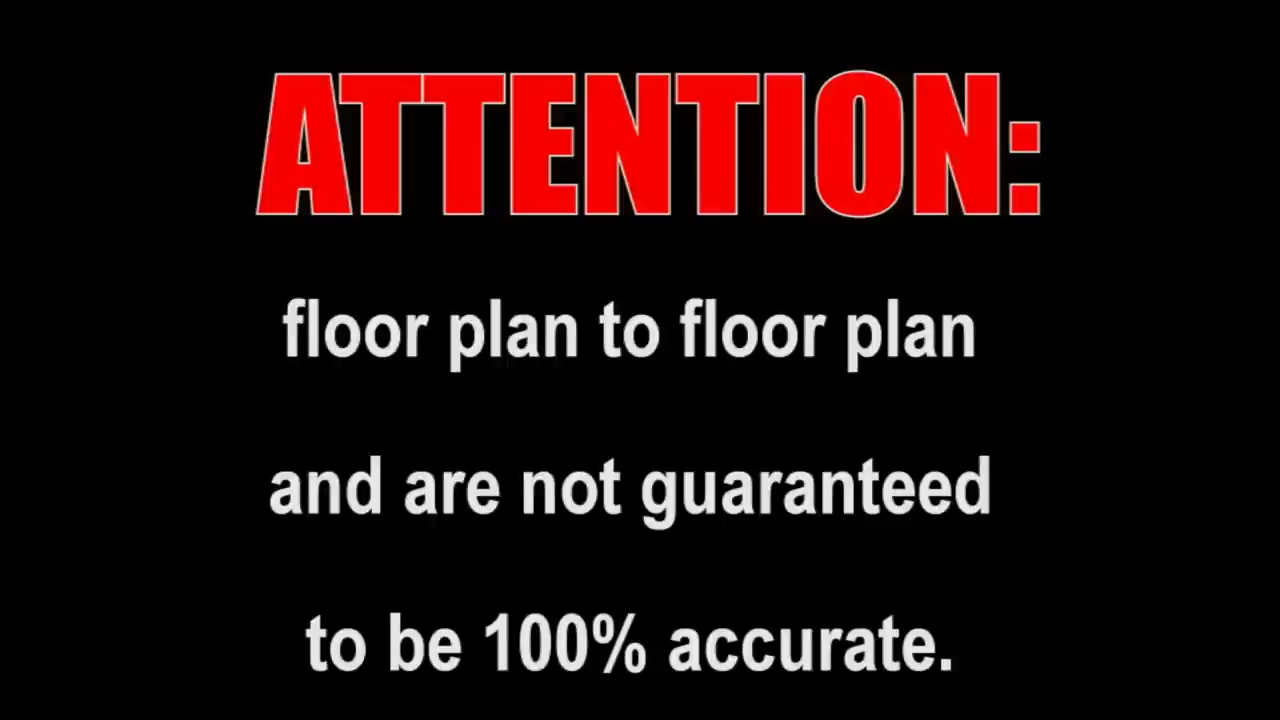 ATTENTION:
floor plan to floor plan
and are not guaranteed
to be 100% accurate.